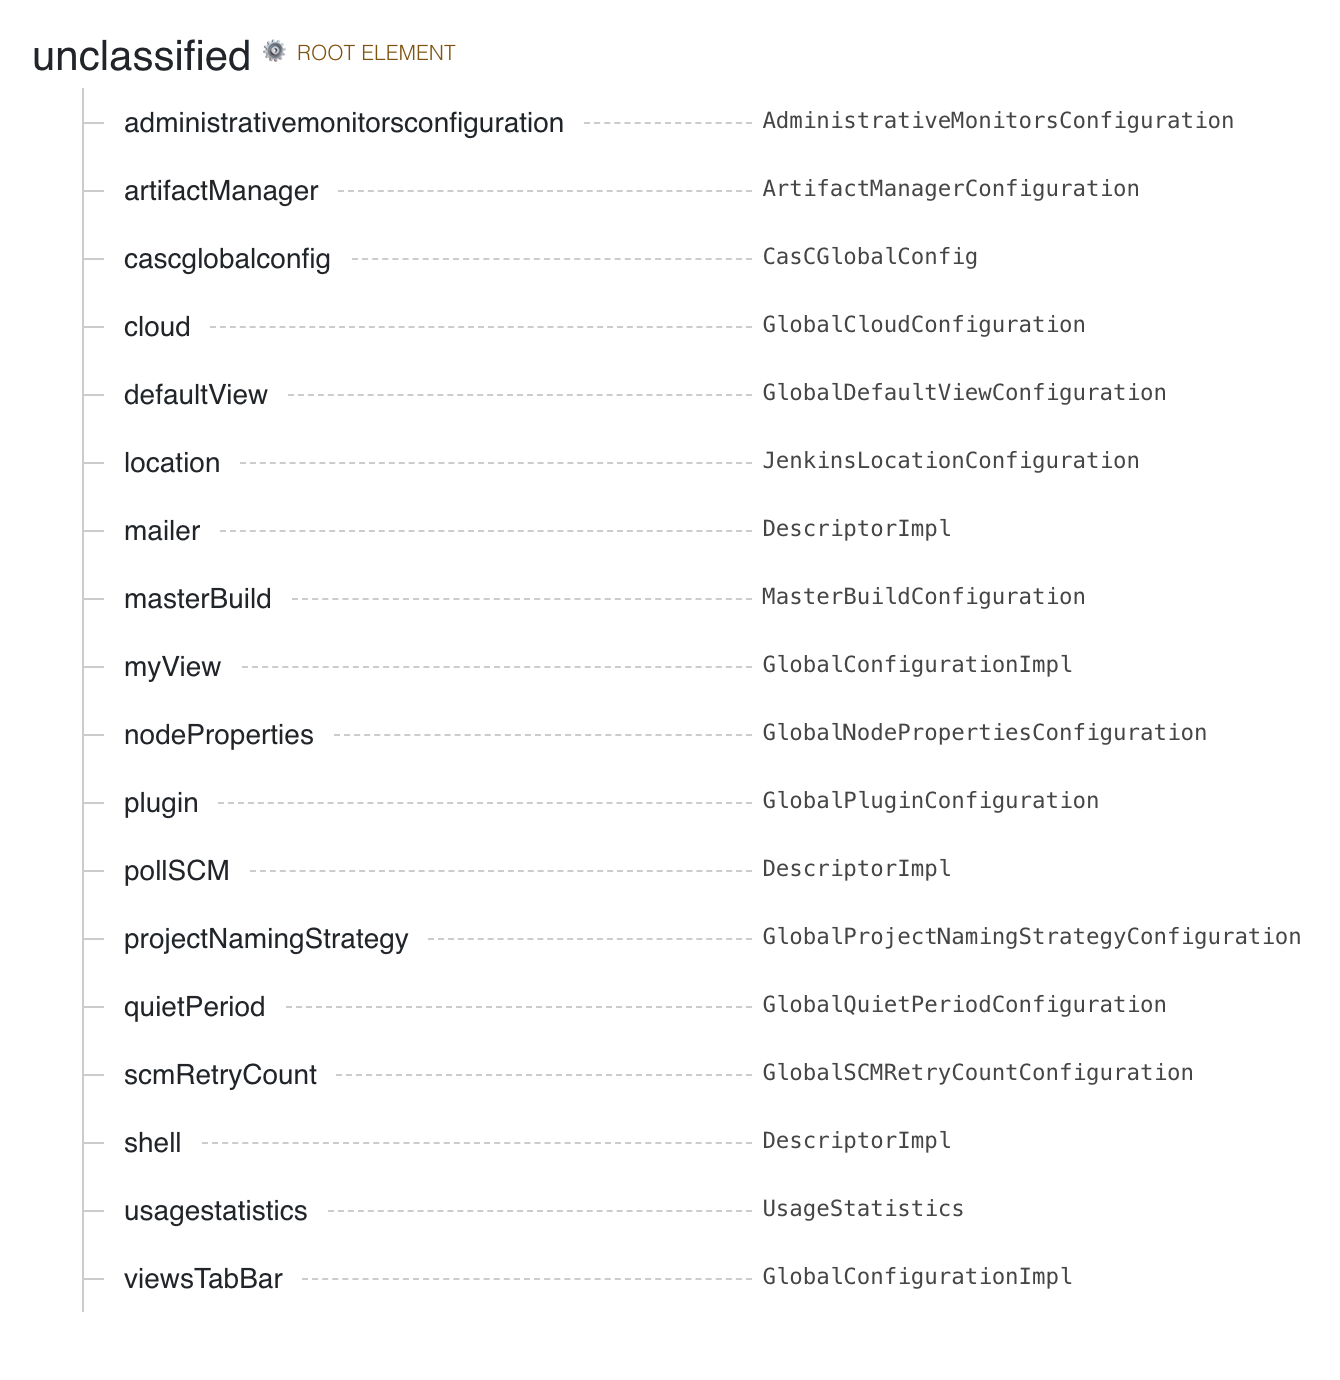 unclassified ROOT ELEMENT
administrativemonitorsconfiguration AdministrativeMonitorsConfiguration
artifactManager ArtifactManagerConfiguration
cascglobalconfig CasCGlobalConfig
cloud GlobalCloudConfiguration
defaultView GlobalDefaultViewConfiguration
location JenkinsLocationConfiguration
mailer DescriptorImpl
masterBuild MasterBuildConfiguration
myView GlobalConfigurationImpl
nodeProperties GlobalNodePropertiesConfiguration
plugin GlobalPluginConfiguration
pollSCM DescriptorImpl
projectNamingStrategy GlobalProjectNamingStrategyConfiguration
quietPeriod GlobalQuietPeriodConfiguration
scmRetryCount GlobalSCMRetryCountConfiguration
shell DescriptorImpl
usagestatistics UsageStatistics
viewsTabBar GlobalConfigurationImpl